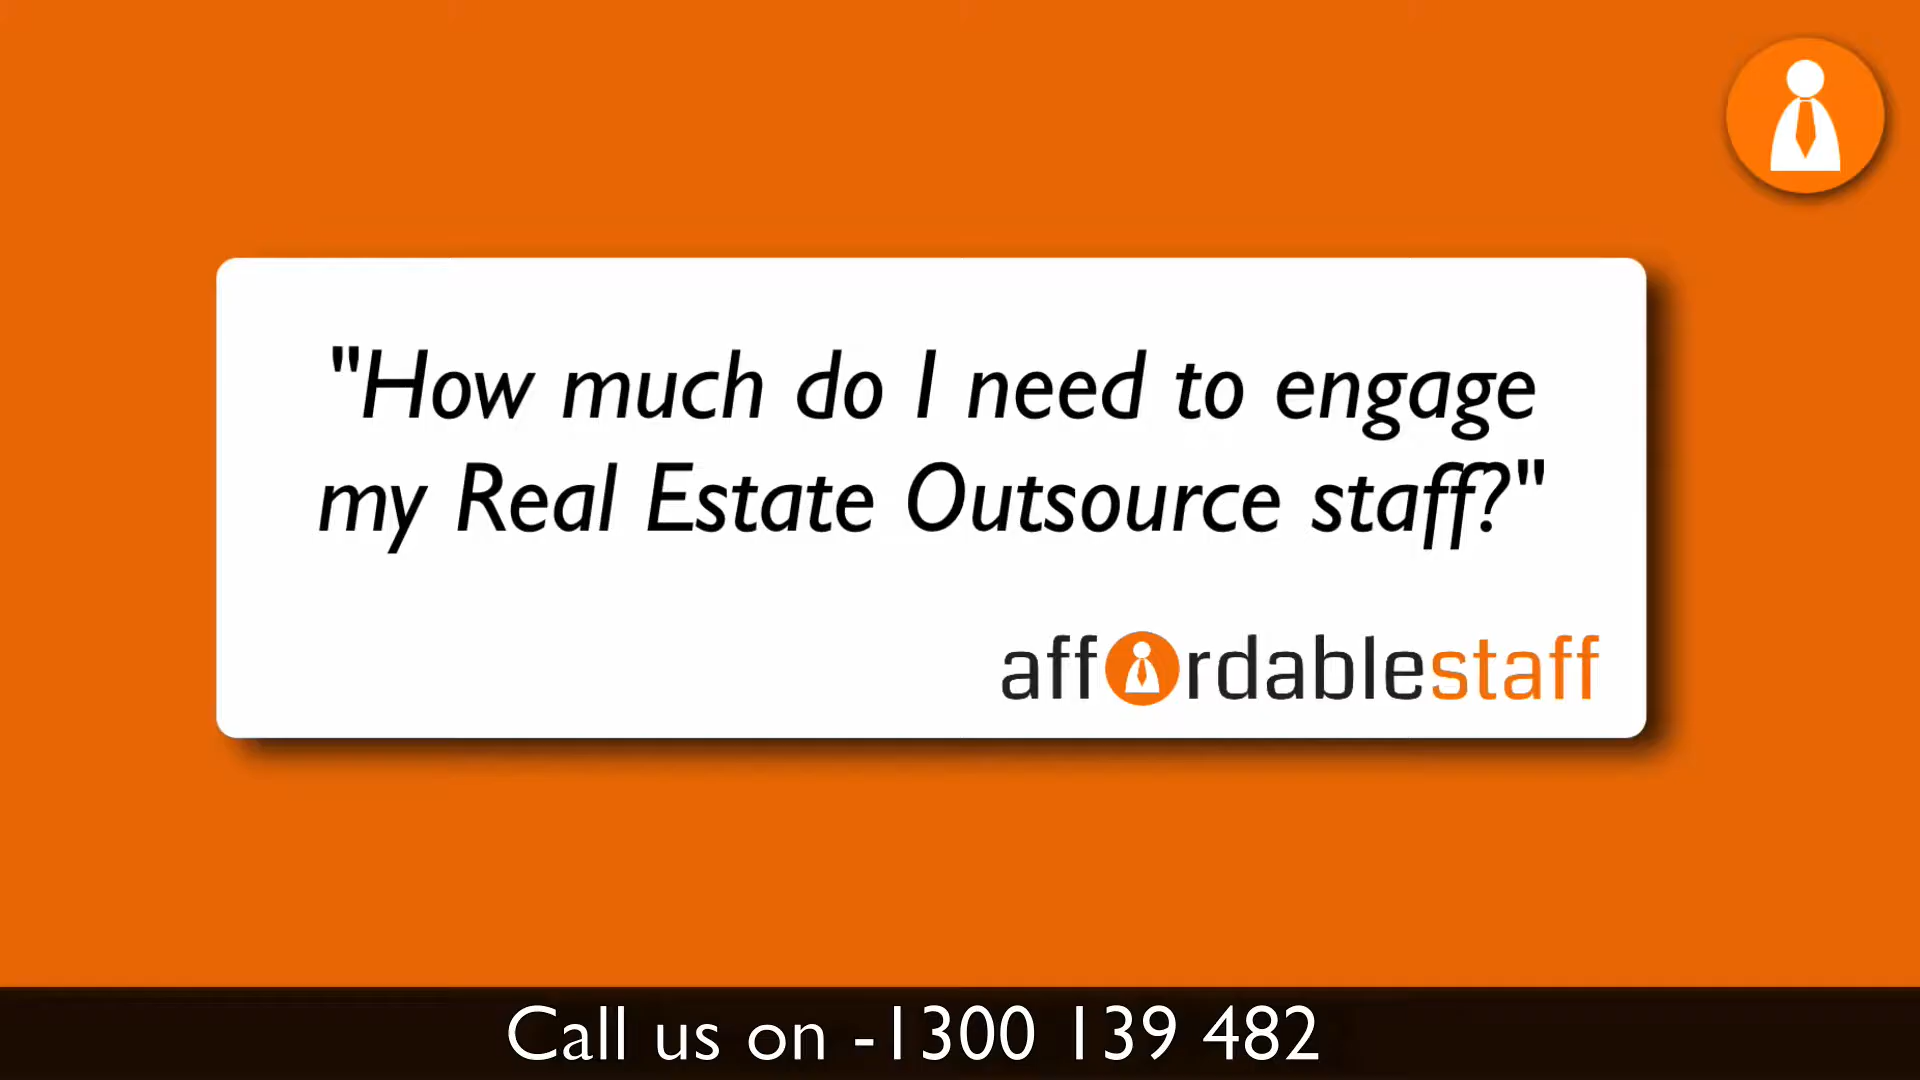 "How much do I need to engage
my Real Estate Outsource staff?"
affordablestaff
Call us on -1300 139 482